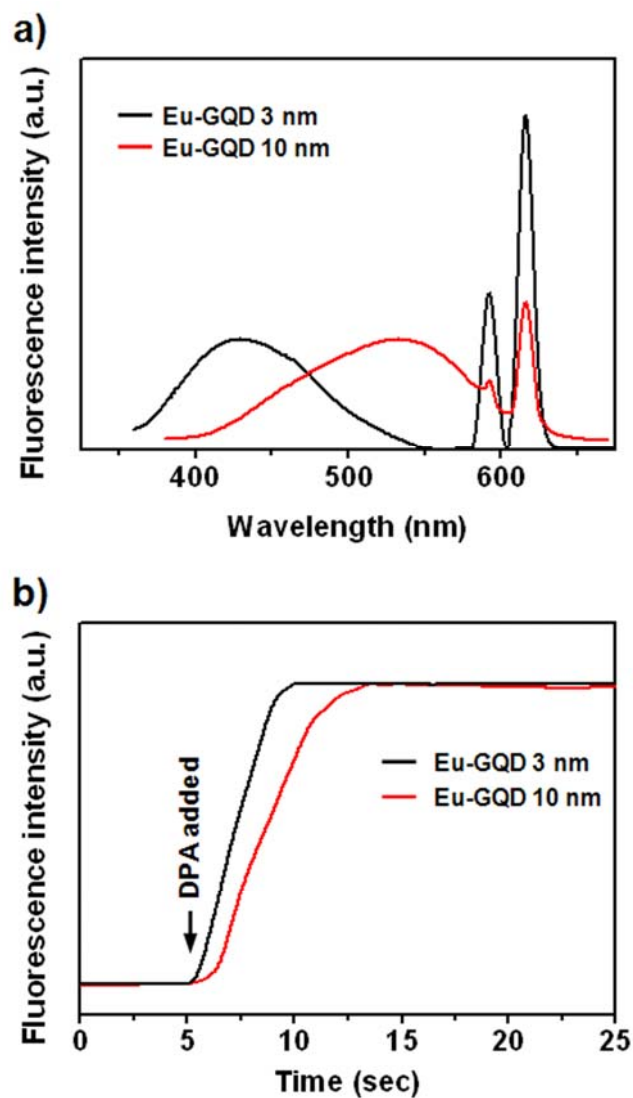 a)
Fluorescence intensity (a.u.)
Eu-GQD 3 nm
Eu-GQD 10 nm
400 500 600
Wavelength (nm)
b)
Fluorescence intensity (a.u.)
DPA added
Eu-GQD 3 nm
Eu-GQD 10 nm
0 5 10 15 20 25
Time (sec)